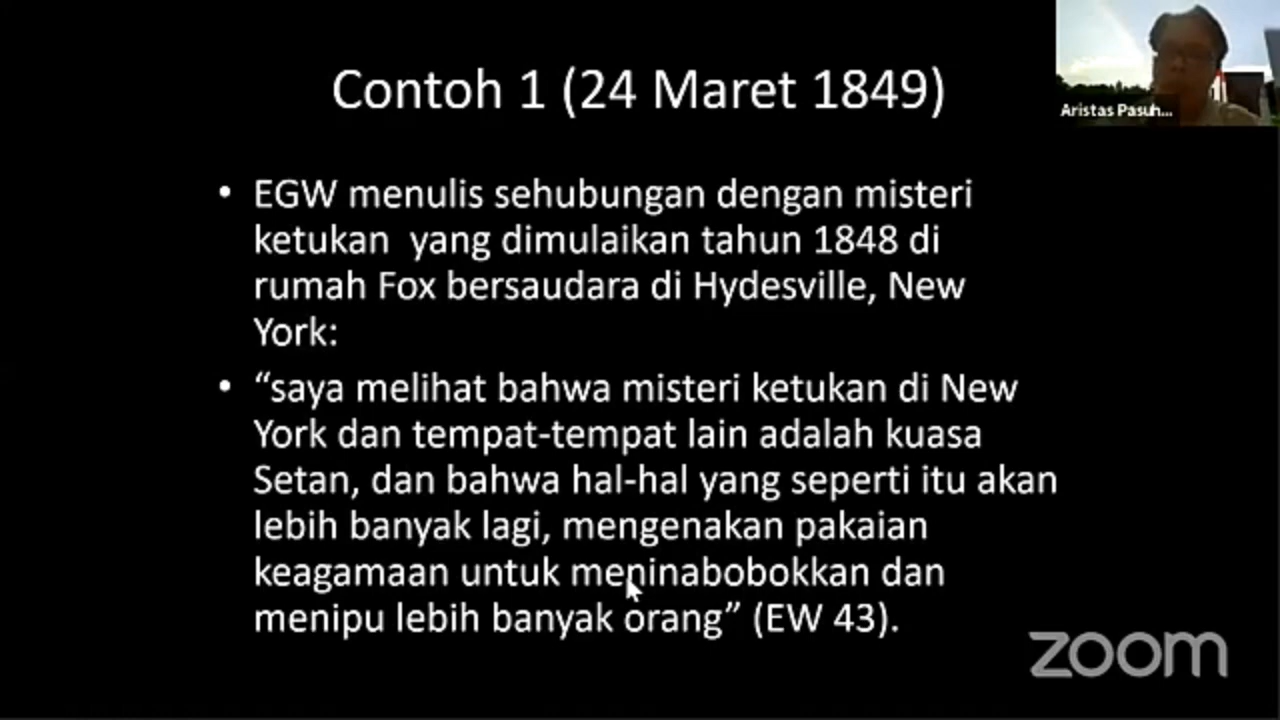 Contoh 1 (24 Maret 1849)
Aristas Pasuh...
• EGW menulis sehubungan dengan misteri
ketukan yang dimulaikan tahun 1848 di
rumah Fox bersaudara di Hydesville, New
York:
• “saya melihat bahwa misteri ketukan di New
York dan tempat-tempat lain adalah kuasa
Setan, dan bahwa hal-hal yang seperti itu akan
lebih banyak lagi, mengenakan pakaian
keagamaan untuk meninabobokkan dan
menipu lebih banyak orang” (EW 43).
zoom